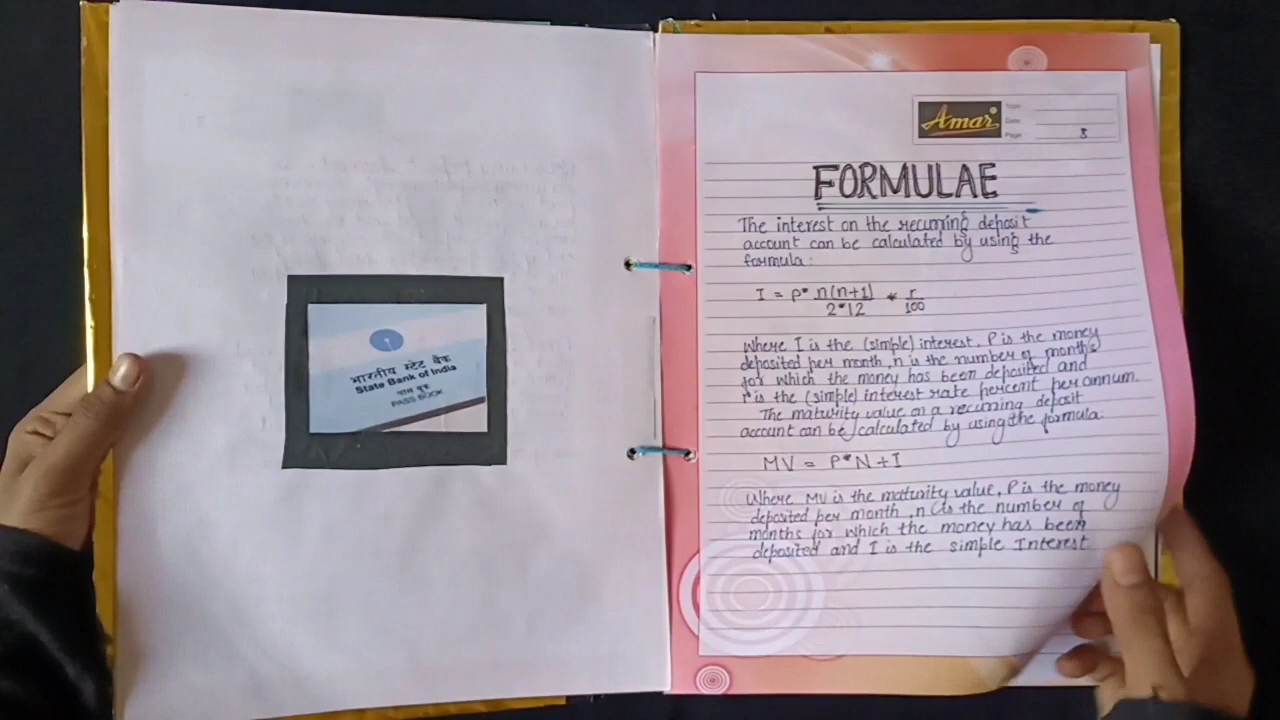 भारतीय स्टेट बैंक
State Bank of India
पास बुक
PASS BOOK
Amar
Topic
Date
Page 8
FORMULAE
The interest on the recurring deposit
account can be calculated by using the
formula:
I = P* n(n+1)/2*12 * r/100
Where I is the (simple) interest, P is the money
deposited per month, n is the number of months
for which the money has been deposited and
r is the (simple) interest rate percent per annum.
The maturity value on a recurring deposit
account can be calculated by using the formula:
MV = P*N+I
Where MV is the maturity value, P is the money
deposited per month, n is the number of
months for which the money has been
deposited and I is the simple Interest